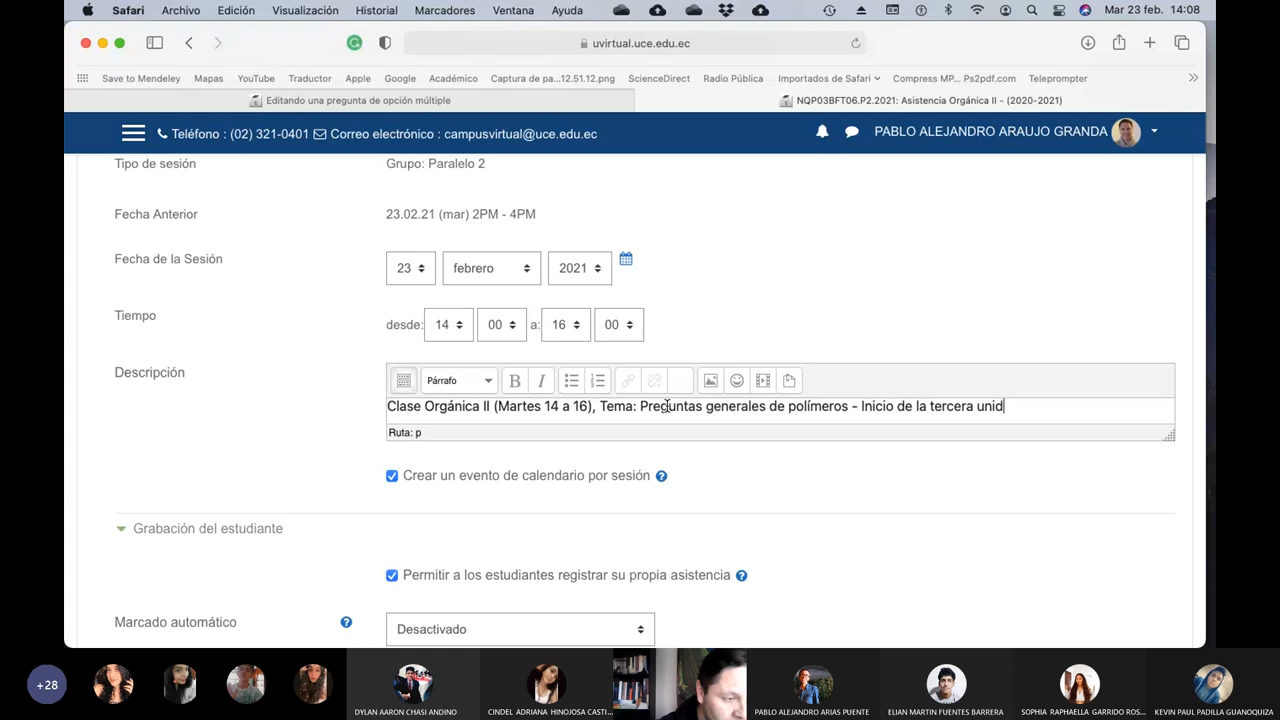 Safari Archivo Edición Visualización Historial Marcadores Ventana Ayuda Mar 23 feb. 14:08
uvirtual.uce.edu.ec
Save to Mendeley Mapas YouTube Traductor Apple Google Académico Captura de pa...12.51.12.png ScienceDirect Radio Pública Importados de Safari Compress MP... Ps2pdf.com Teleprompter
Editando una pregunta de opción múltiple NQP03BFT06.P2.2021: Asistencia Orgánica II - (2020-2021)
Teléfono : (02) 321-0401 Correo electrónico : campusvirtual@uce.edu.ec PABLO ALEJANDRO ARAUJO GRANDA
Tipo de sesión Grupo: Paralelo 2
Fecha Anterior 23.02.21 (mar) 2PM - 4PM
Fecha de la Sesión 23 febrero 2021
Tiempo desde: 14 00 a: 16 00
Descripción Párrafo B I
Clase Orgánica II (Martes 14 a 16), Tema: Preguntas generales de polímeros - Inicio de la tercera unid
Ruta: p
Crear un evento de calendario por sesión
Grabación del estudiante
Permitir a los estudiantes registrar su propia asistencia
Marcado automático Desactivado
+28 DYLAN AARON CHASI ANDINO CINDEL ADRIANA HINOJOSA CASTI... PABLO ALEJANDRO ARIAS PUENTE ELIAN MARTIN FUENTES BARRERA SOPHIA RAPHAELLA GARRIDO ROS... KEVIN PAUL PADILLA GUANOQUIZA